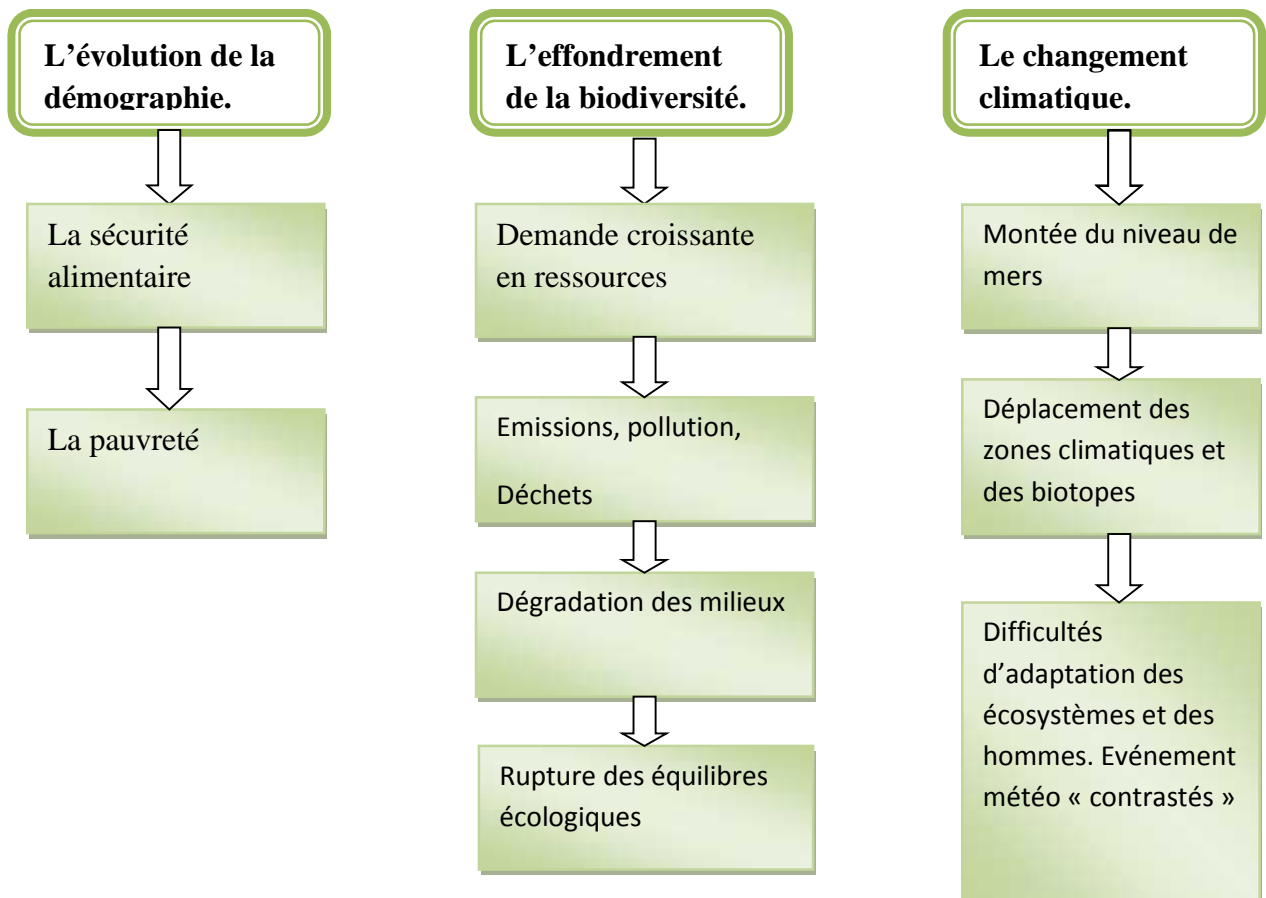 L’évolution de la
démographie.
La sécurité
alimentaire
La pauvreté
L’effondrement
de la biodiversité.
Demande croissante
en ressources
Emissions, pollution,
Déchets
Dégradation des milieux
Rupture des équilibres
écologiques
Le changement
climatique.
Montée du niveau de
mers
Déplacement des
zones climatiques et
des biotopes
Difficultés
d’adaptation des
écosystèmes et des
hommes. Evénement
météo « contrastés »